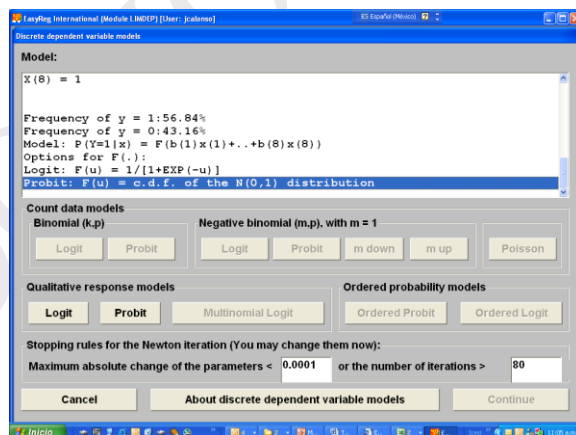 EasyReg International (Module LIMDEP) [User: jcalonso]
ES Español (México)
Discrete dependent variable models
Model:
X(8) = 1
Frequency of y = 1:56.84%
Frequency of y = 0:43.16%
Model: P(Y=1|x) = F(b(1)x(1)+..+b(8)x(8))
Options for F(.):
Logit: F(u) = 1/[1+EXP(-u)]
Probit: F(u) = c.d.f. of the N(0,1) distribution
Count data models
Binomial (k,p)
Negative binomial (m,p), with m = 1
Logit Probit Logit Probit m down m up Poisson
Qualitative response models
Ordered probability models
Logit Probit Multinomial Logit Ordered Probit Ordered Logit
Stopping rules for the Newton iteration (You may change them now):
Maximum absolute change of the parameters < 0.0001 or the number of iterations > 80
Cancel About discrete dependent variable models Continue
Inicio 11:05 a.m.